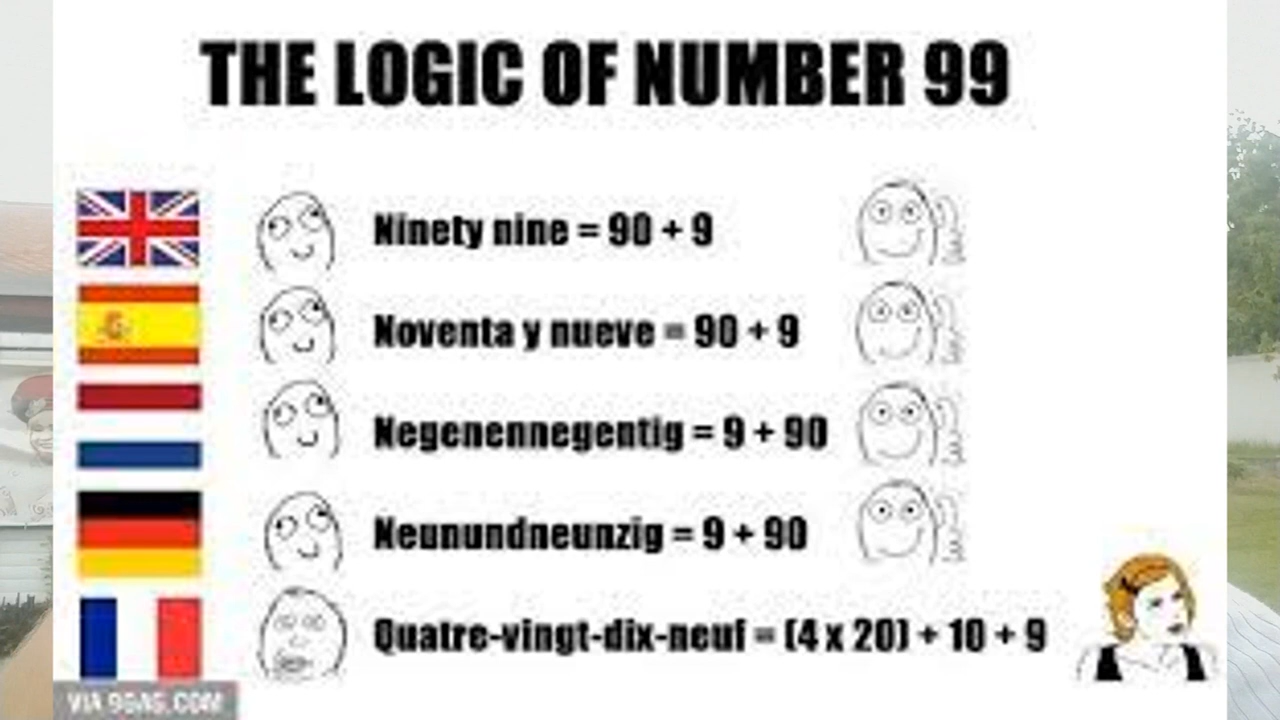 THE LOGIC OF NUMBER 99
Ninety nine = 90 + 9
Noventa y nueve = 90 + 9
Negenennegentig = 9 + 90
Neunundneunzig = 9 + 90
Quatre-vingt-dix-neuf = (4 x 20) + 10 + 9
VIA 9GAG.COM